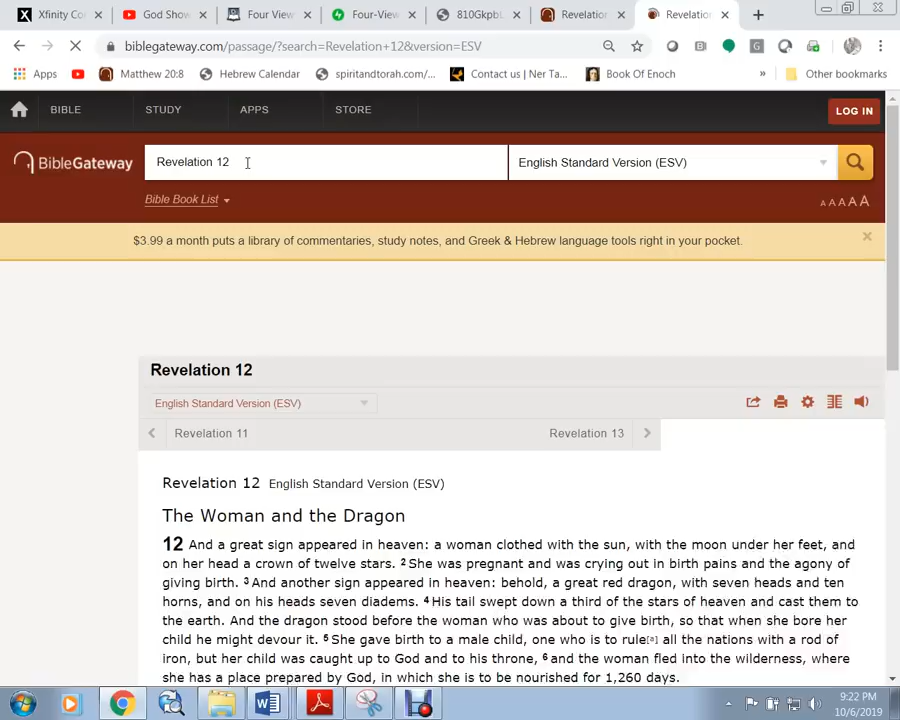 Xfinity Co
God Show
Four View
Four-View
810Gkpbl
Revelation
Revelation
biblegateway.com/passage/?search=Revelation+12&version=ESV
Apps
Matthew 20:8
Hebrew Calendar
spiritandtorah.com/...
Contact us | Ner Ta...
Book Of Enoch
»
Other bookmarks
BIBLE
STUDY
APPS
STORE
LOG IN
BibleGateway
Revelation 12
English Standard Version (ESV)
Bible Book List
A A A A A
$3.99 a month puts a library of commentaries, study notes, and Greek & Hebrew language tools right in your pocket.
Revelation 12
English Standard Version (ESV)
Revelation 11
Revelation 13
Revelation 12 English Standard Version (ESV)
The Woman and the Dragon
12 And a great sign appeared in heaven: a woman clothed with the sun, with the moon under her feet, and
on her head a crown of twelve stars. 2 She was pregnant and was crying out in birth pains and the agony of
giving birth. 3 And another sign appeared in heaven: behold, a great red dragon, with seven heads and ten
horns, and on his heads seven diadems. 4 His tail swept down a third of the stars of heaven and cast them to
the earth. And the dragon stood before the woman who was about to give birth, so that when she bore her
child he might devour it. 5 She gave birth to a male child, one who is to rule[a] all the nations with a rod of
iron, but her child was caught up to God and to his throne, 6 and the woman fled into the wilderness, where
she has a place prepared by God, in which she is to be nourished for 1,260 days.
9:22 PM
10/6/2019